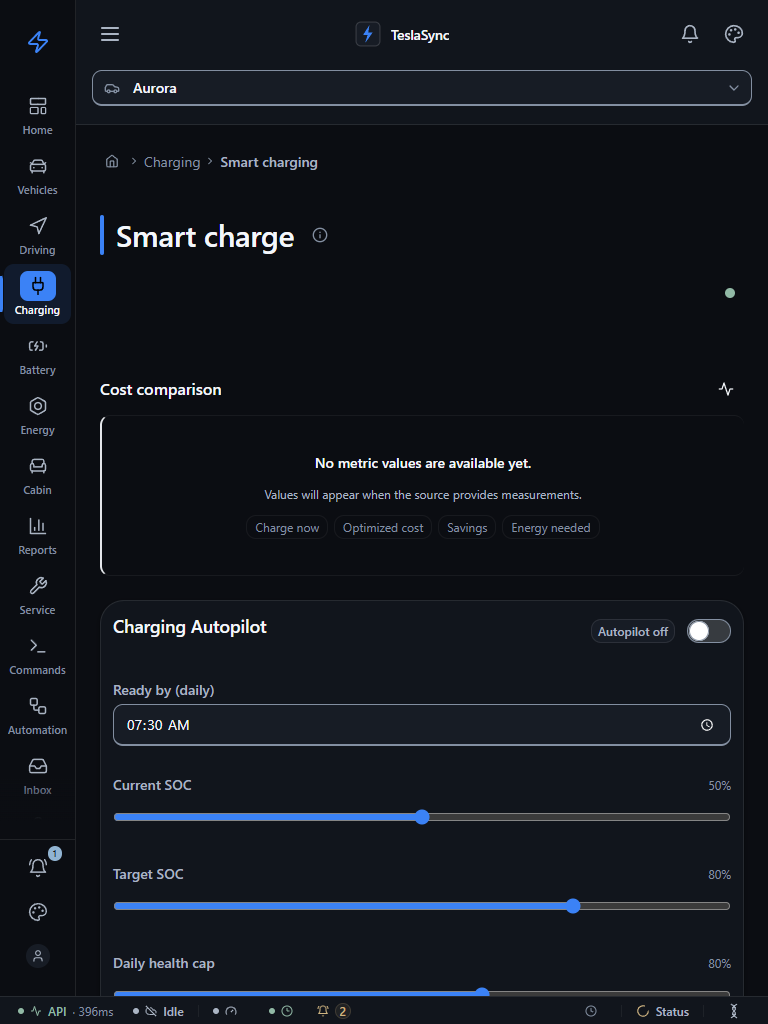 TeslaSync
Aurora
Home
Vehicles
Driving
Charging
Battery
Energy
Cabin
Reports
Service
Commands
Automation
Inbox
1
Charging
Smart charging
Smart charge
Cost comparison
No metric values are available yet.
Values will appear when the source provides measurements.
Charge now
Optimized cost
Savings
Energy needed
Charging Autopilot
Autopilot off
Ready by (daily)
07:30 AM
Current SOC
50%
Target SOC
80%
Daily health cap
80%
API · 396ms
Idle
2
Status